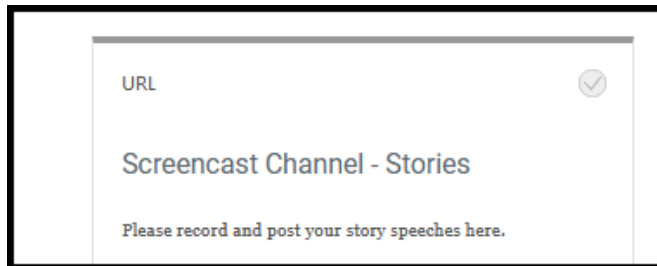 URL
Screencast Channel - Stories
Please record and post your story speeches here.